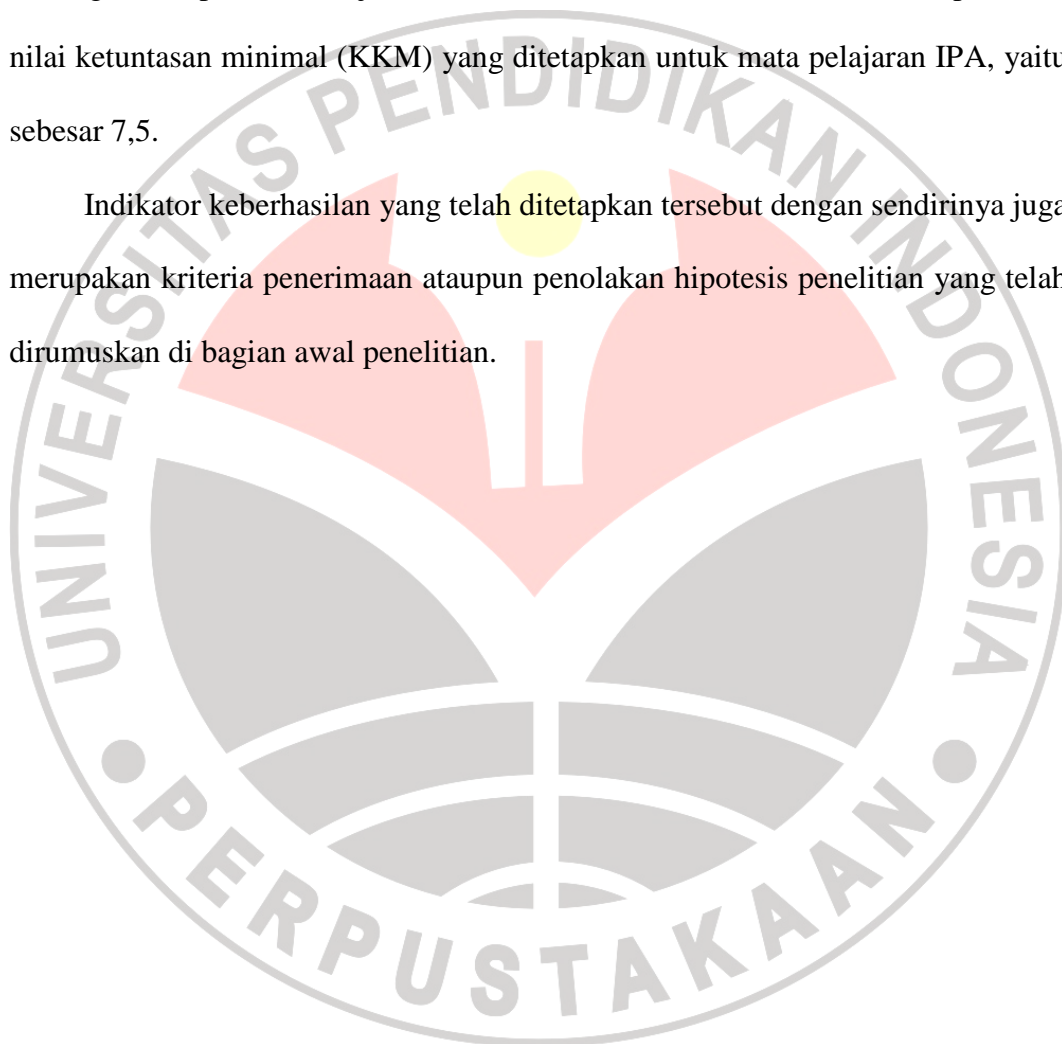 nilai ketuntasan minimal (KKM) yang ditetapkan untuk mata pelajaran IPA, yaitu
sebesar 7,5.
Indikator keberhasilan yang telah ditetapkan tersebut dengan sendirinya juga
merupakan kriteria penerimaan ataupun penolakan hipotesis penelitian yang telah
dirumuskan di bagian awal penelitian.
UNIVERSITAS PENDIDIKAN INDONESIA
PERPUSTAKAAN